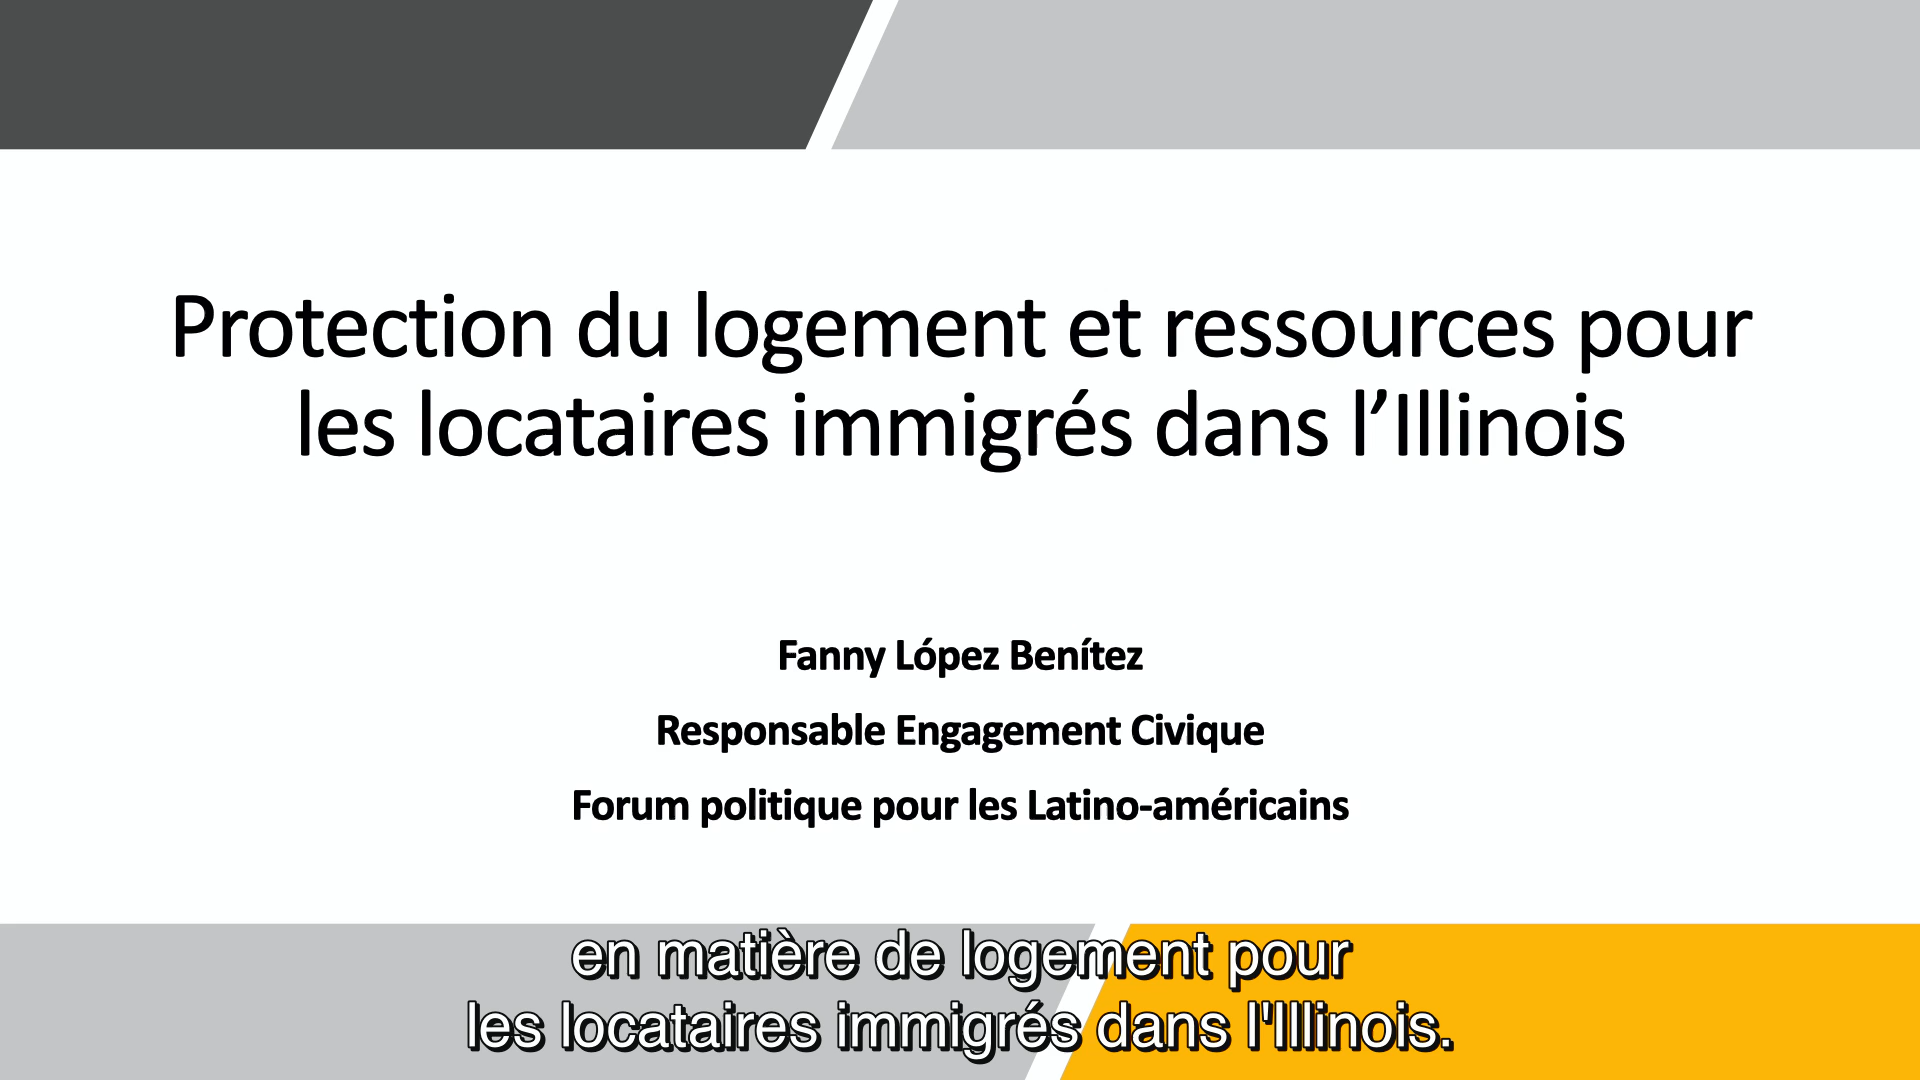 Protection du logement et ressources pour
les locataires immigrés dans l’Illinois
Fanny López Benítez
Responsable Engagement Civique
Forum politique pour les Latino-américains
en matière de logement pour
les locataires immigrés dans l'Illinois.